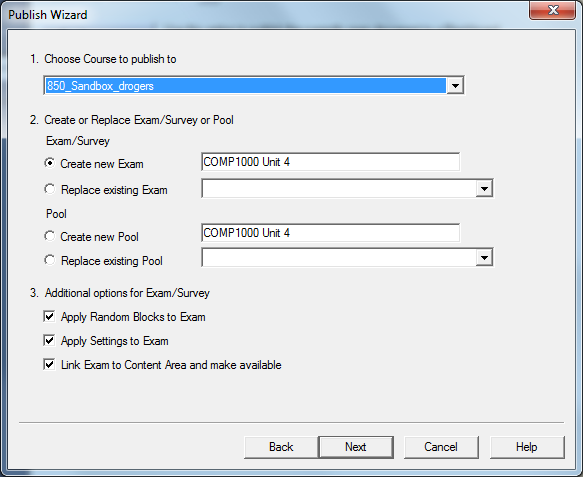 Publish Wizard
1. Choose Course to publish to
850_Sandbox_drogers
2. Create or Replace Exam/Survey or Pool
Exam/Survey
Create new Exam COMP1000 Unit 4
Replace existing Exam
Pool
Create new Pool COMP1000 Unit 4
Replace existing Pool
3. Additional options for Exam/Survey
Apply Random Blocks to Exam
Apply Settings to Exam
Link Exam to Content Area and make available
Back Next Cancel Help